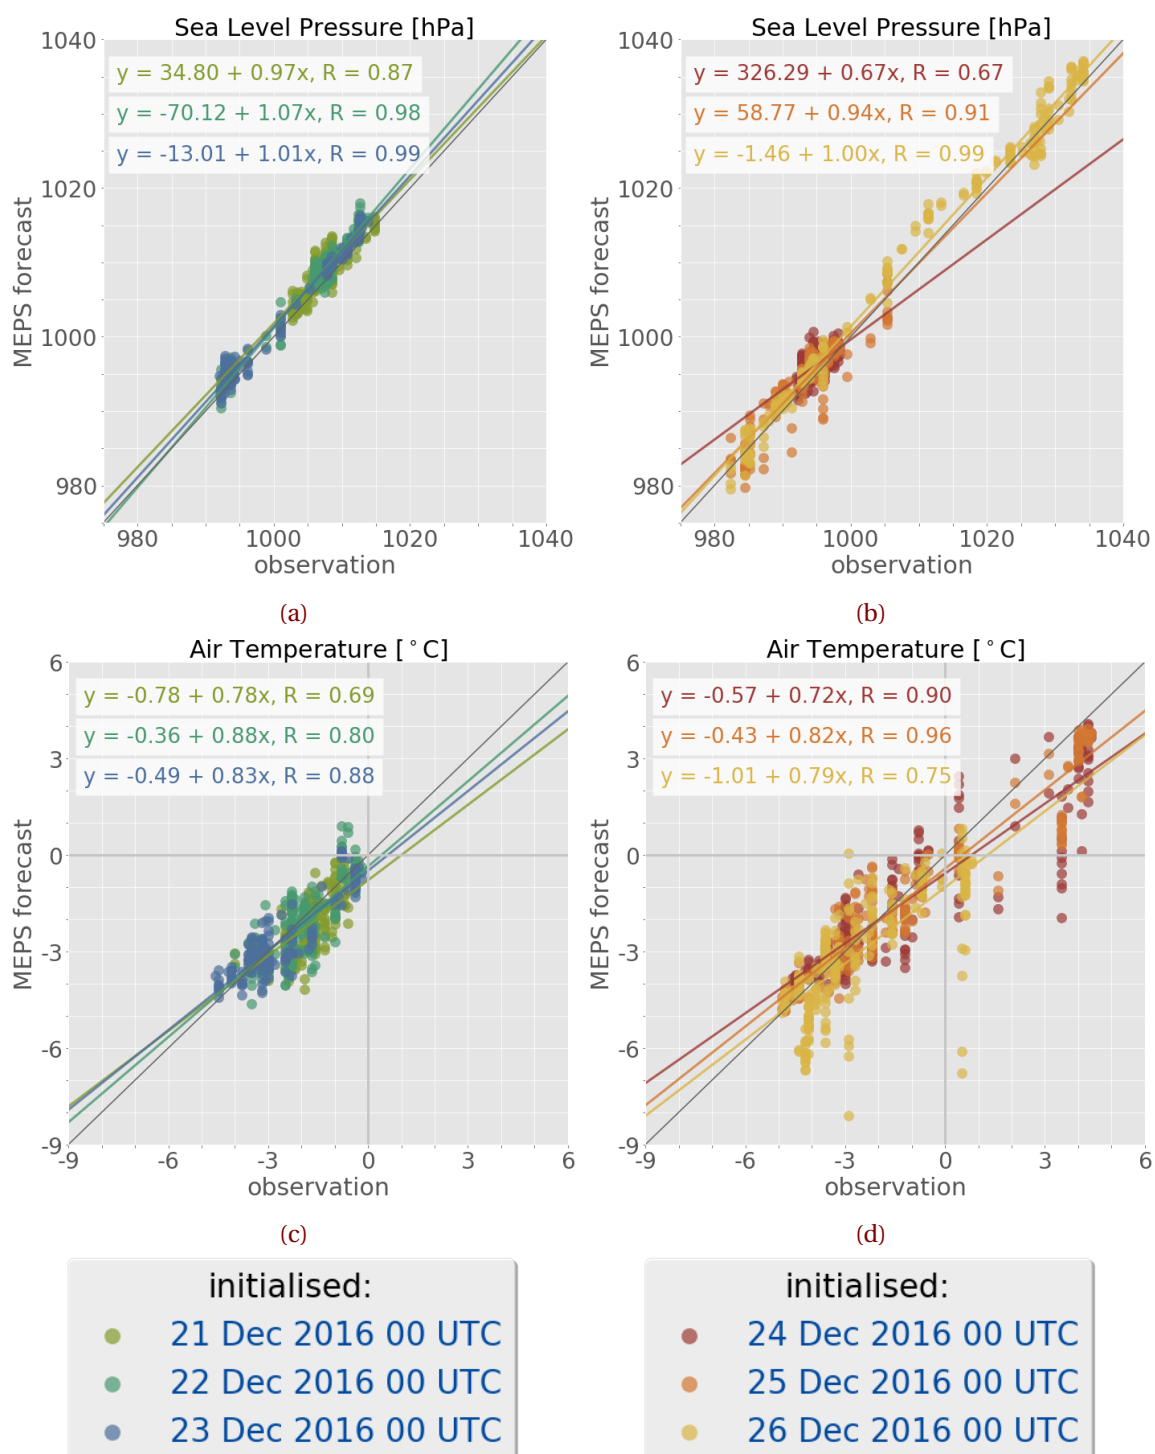 Sea Level Pressure [hPa]
1040
y = 34.80 + 0.97x, R = 0.87
y = -70.12 + 1.07x, R = 0.98
y = -13.01 + 1.01x, R = 0.99
1020
MEPS forecast
1000
980
980 1000 1020 1040
observation
(a)
Sea Level Pressure [hPa]
1040
y = 326.29 + 0.67x, R = 0.67
y = 58.77 + 0.94x, R = 0.91
y = -1.46 + 1.00x, R = 0.99
1020
MEPS forecast
1000
980
980 1000 1020 1040
observation
(b)
Air Temperature [°C]
6
y = -0.78 + 0.78x, R = 0.69
y = -0.36 + 0.88x, R = 0.80
3
y = -0.49 + 0.83x, R = 0.88
MEPS forecast
0
-3
-6
-9
-9 -6 -3 0 3 6
observation
(c)
Air Temperature [°C]
6
y = -0.57 + 0.72x, R = 0.90
y = -0.43 + 0.82x, R = 0.96
3
y = -1.01 + 0.79x, R = 0.75
MEPS forecast
0
-3
-6
-9
-9 -6 -3 0 3 6
observation
(d)
initialised:
21 Dec 2016 00 UTC
22 Dec 2016 00 UTC
23 Dec 2016 00 UTC
initialised:
24 Dec 2016 00 UTC
25 Dec 2016 00 UTC
26 Dec 2016 00 UTC